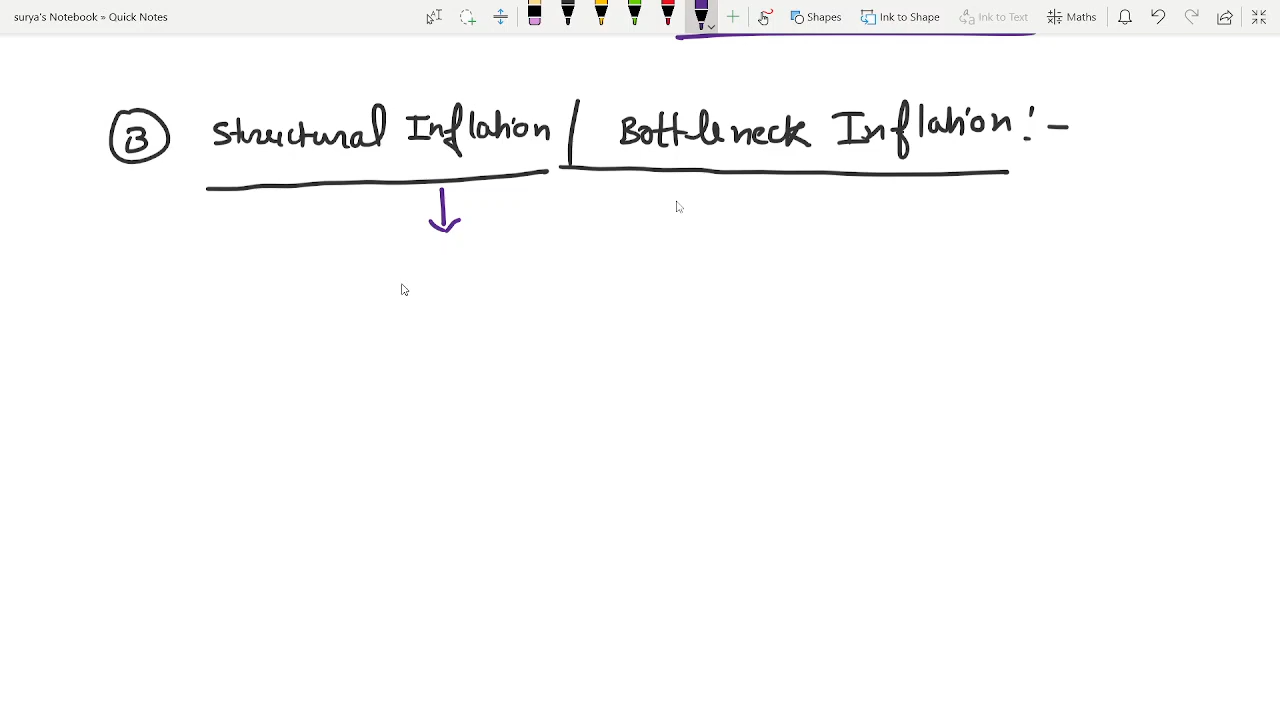 surya's Notebook » Quick Notes Shapes Ink to Shape Ink to Text Maths
③ Structural Inflation / Bottleneck Inflation :-